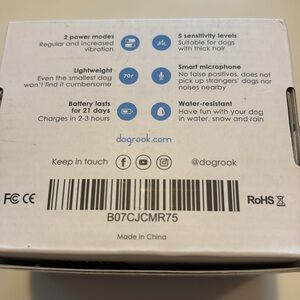 2 power modes
Regular and increased
vibration
5 sensitivity levels
Suitable for dogs
with thick hair
Lightweight
Even the smallest dog
won't find it cumbersome
70г
Smart microphone
No false positives, does not
pick up strangers' dogs nor
noises nearby
Battery lasts
for 21 days
Charges in 2-3 hours
Water-resistant
Have fun with your dog
in water, snow and rain
dogrook.com
Keep in touch
@dogrook
FC CE
B07CJCMR75
RoHS
Made in China